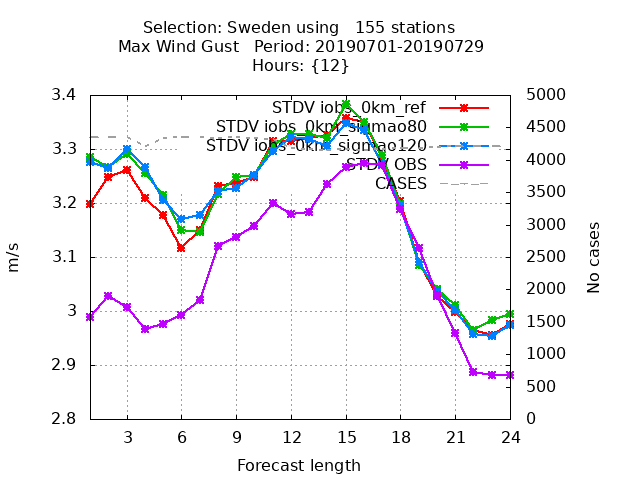 Selection: Sweden using   155 stations
Max Wind Gust   Period: 20190701-20190729
Hours: {12}
STDV iobs_0km_ref
STDV iobs_0km_sigmao80
STDV iobs_0km_sigmao120
STDV OBS
CASES
3.4
3.3
3.2
3.1
3
2.9
2.8
m/s
5000
4500
4000
3500
3000
2500
2000
1500
1000
500
0
No cases
3 6 9 12 15 18 21 24
Forecast length